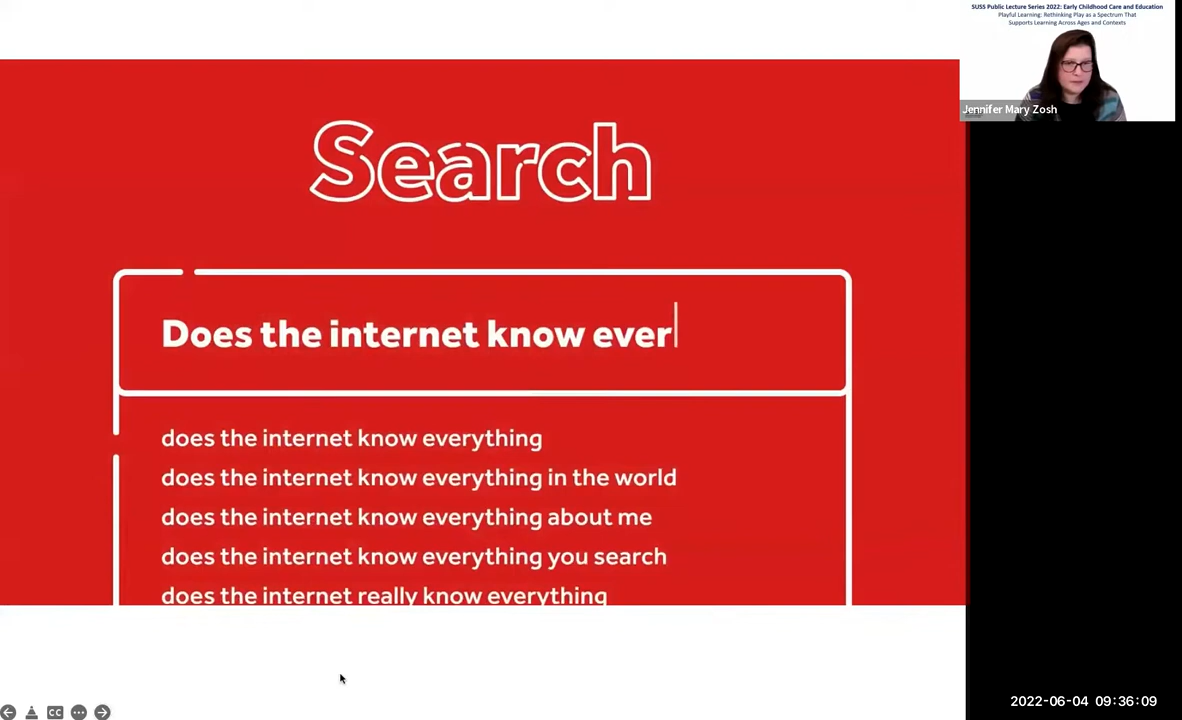 SUSS Public Lecture Series 2022: Early Childhood Care and Education
Playful Learning: Rethinking Play as a Spectrum That
Supports Learning Across Ages and Contexts
Jennifer Mary Zosh
Search
Does the internet know ever
does the internet know everything
does the internet know everything in the world
does the internet know everything about me
does the internet know everything you search
does the internet really know everything
CC
2022-06-04 09:36:09